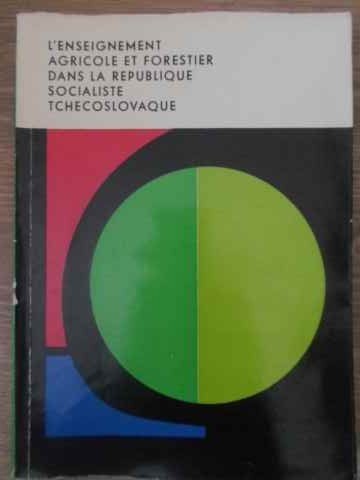 L'ENSEIGNEMENT
AGRICOLE ET FORESTIER
DANS LA REPUBLIQUE
SOCIALISTE
TCHECOSLOVAQUE